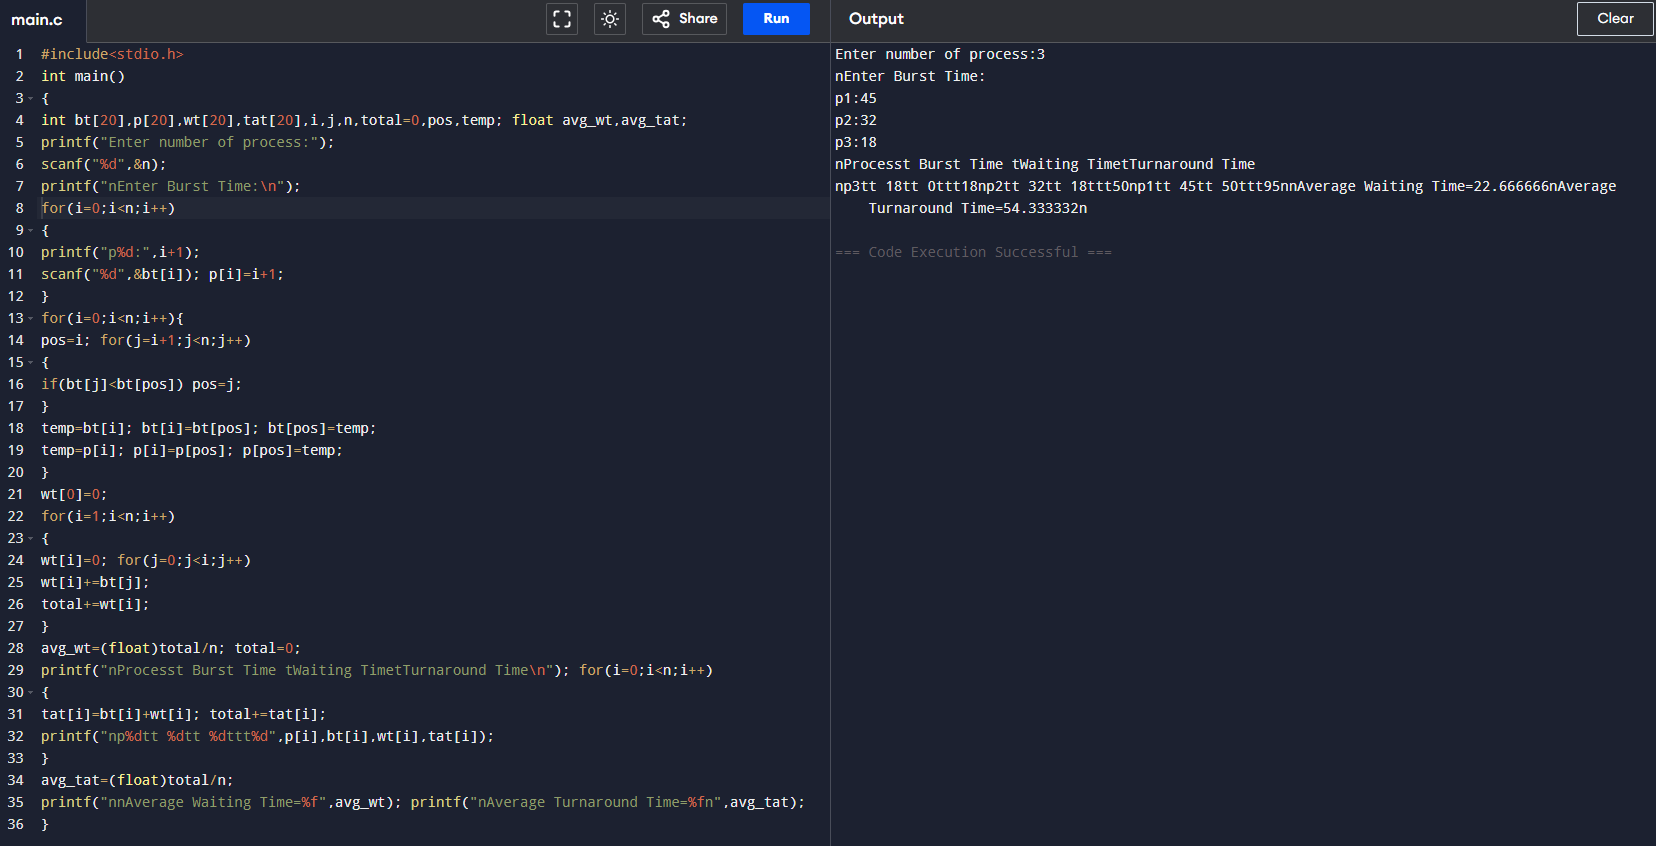 main.c
Share
Run
Output
Clear
1 #include<stdio.h>
2 int main()
3 {
4 int bt[20],p[20],wt[20],tat[20],i,j,n,total=0,pos,temp; float avg_wt,avg_tat;
5 printf("Enter number of process:");
6 scanf("%d",&n);
7 printf("nEnter Burst Time:\n");
8 for(i=0;i<n;i++)
9 {
10 printf("p%d:",i+1);
11 scanf("%d",&bt[i]); p[i]=i+1;
12 }
13 for(i=0;i<n;i++){
14 pos=i; for(j=i+1;j<n;j++)
15 {
16 if(bt[j]<bt[pos]) pos=j;
17 }
18 temp=bt[i]; bt[i]=bt[pos]; bt[pos]=temp;
19 temp=p[i]; p[i]=p[pos]; p[pos]=temp;
20 }
21 wt[0]=0;
22 for(i=1;i<n;i++)
23 {
24 wt[i]=0; for(j=0;j<i;j++)
25 wt[i]+=bt[j];
26 total+=wt[i];
27 }
28 avg_wt=(float)total/n; total=0;
29 printf("nProcesst Burst Time tWaiting TimetTurnaround Time\n"); for(i=0;i<n;i++)
30 {
31 tat[i]=bt[i]+wt[i]; total+=tat[i];
32 printf("np%dtt %dtt %dttt%d",p[i],bt[i],wt[i],tat[i]);
33 }
34 avg_tat=(float)total/n;
35 printf("nnAverage Waiting Time=%f",avg_wt); printf("nAverage Turnaround Time=%fn",avg_tat);
36 }
Enter number of process:3
nEnter Burst Time:
p1:45
p2:32
p3:18
nProcesst Burst Time tWaiting TimetTurnaround Time
np3tt 18tt 0ttt18np2tt 32tt 18ttt50np1tt 45tt 50ttt95nnAverage Waiting Time=22.666666nAverage
Turnaround Time=54.333332n
=== Code Execution Successful ===